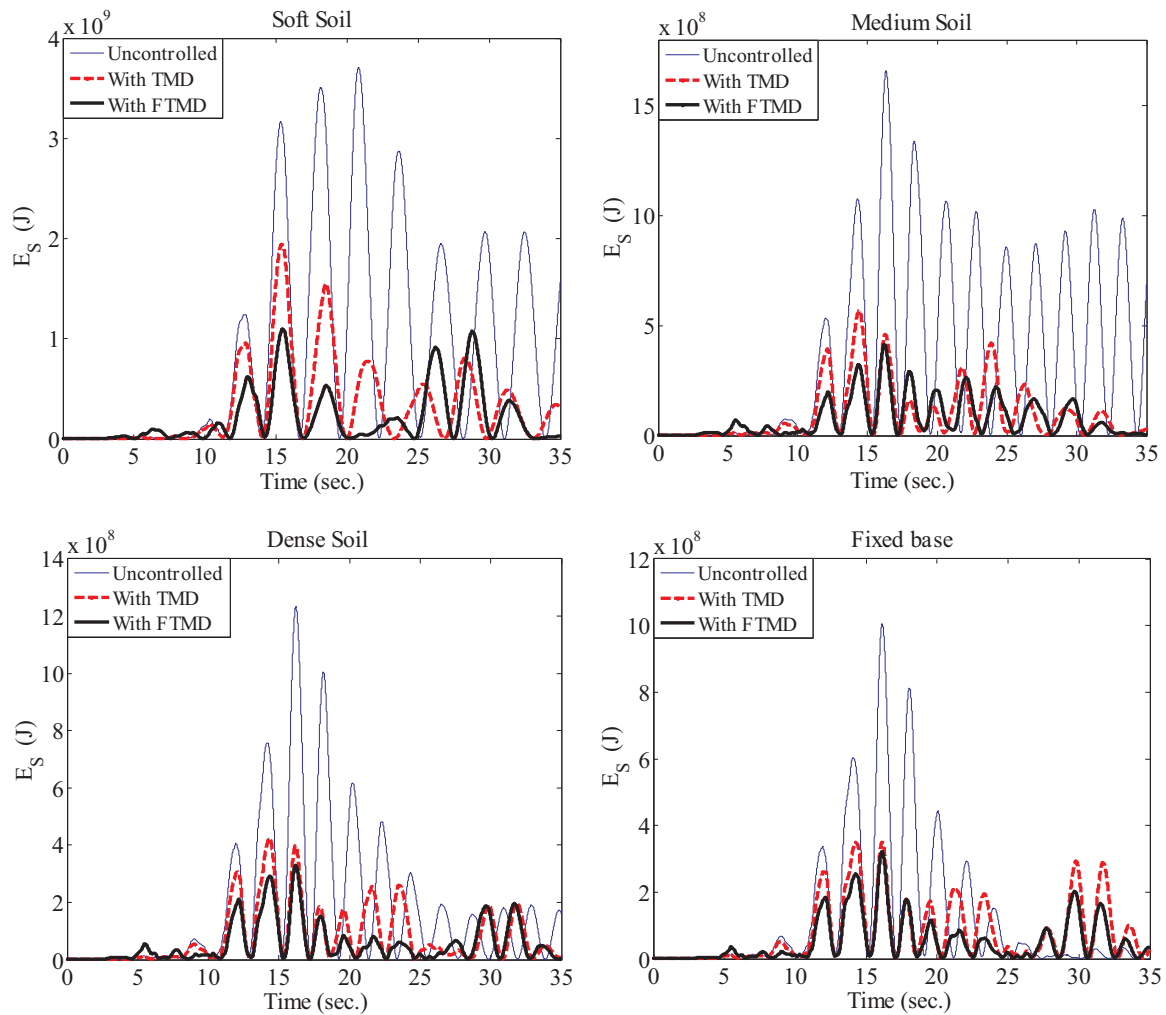 Soft Soil
x 10^9
Uncontrolled
With TMD
With FTMD
4
3
2
1
0
E_S (J)
0 5 10 15 20 25 30 35
Time (sec.)
Medium Soil
x 10^8
Uncontrolled
With TMD
With FTMD
15
10
5
0
E_S (J)
0 5 10 15 20 25 30 35
Time (sec.)
Dense Soil
x 10^8
Uncontrolled
With TMD
With FTMD
14
12
10
8
6
4
2
0
E_S (J)
0 5 10 15 20 25 30 35
Time (sec.)
Fixed base
x 10^8
Uncontrolled
With TMD
With FTMD
12
10
8
6
4
2
0
E_S (J)
0 5 10 15 20 25 30 35
Time (sec.)